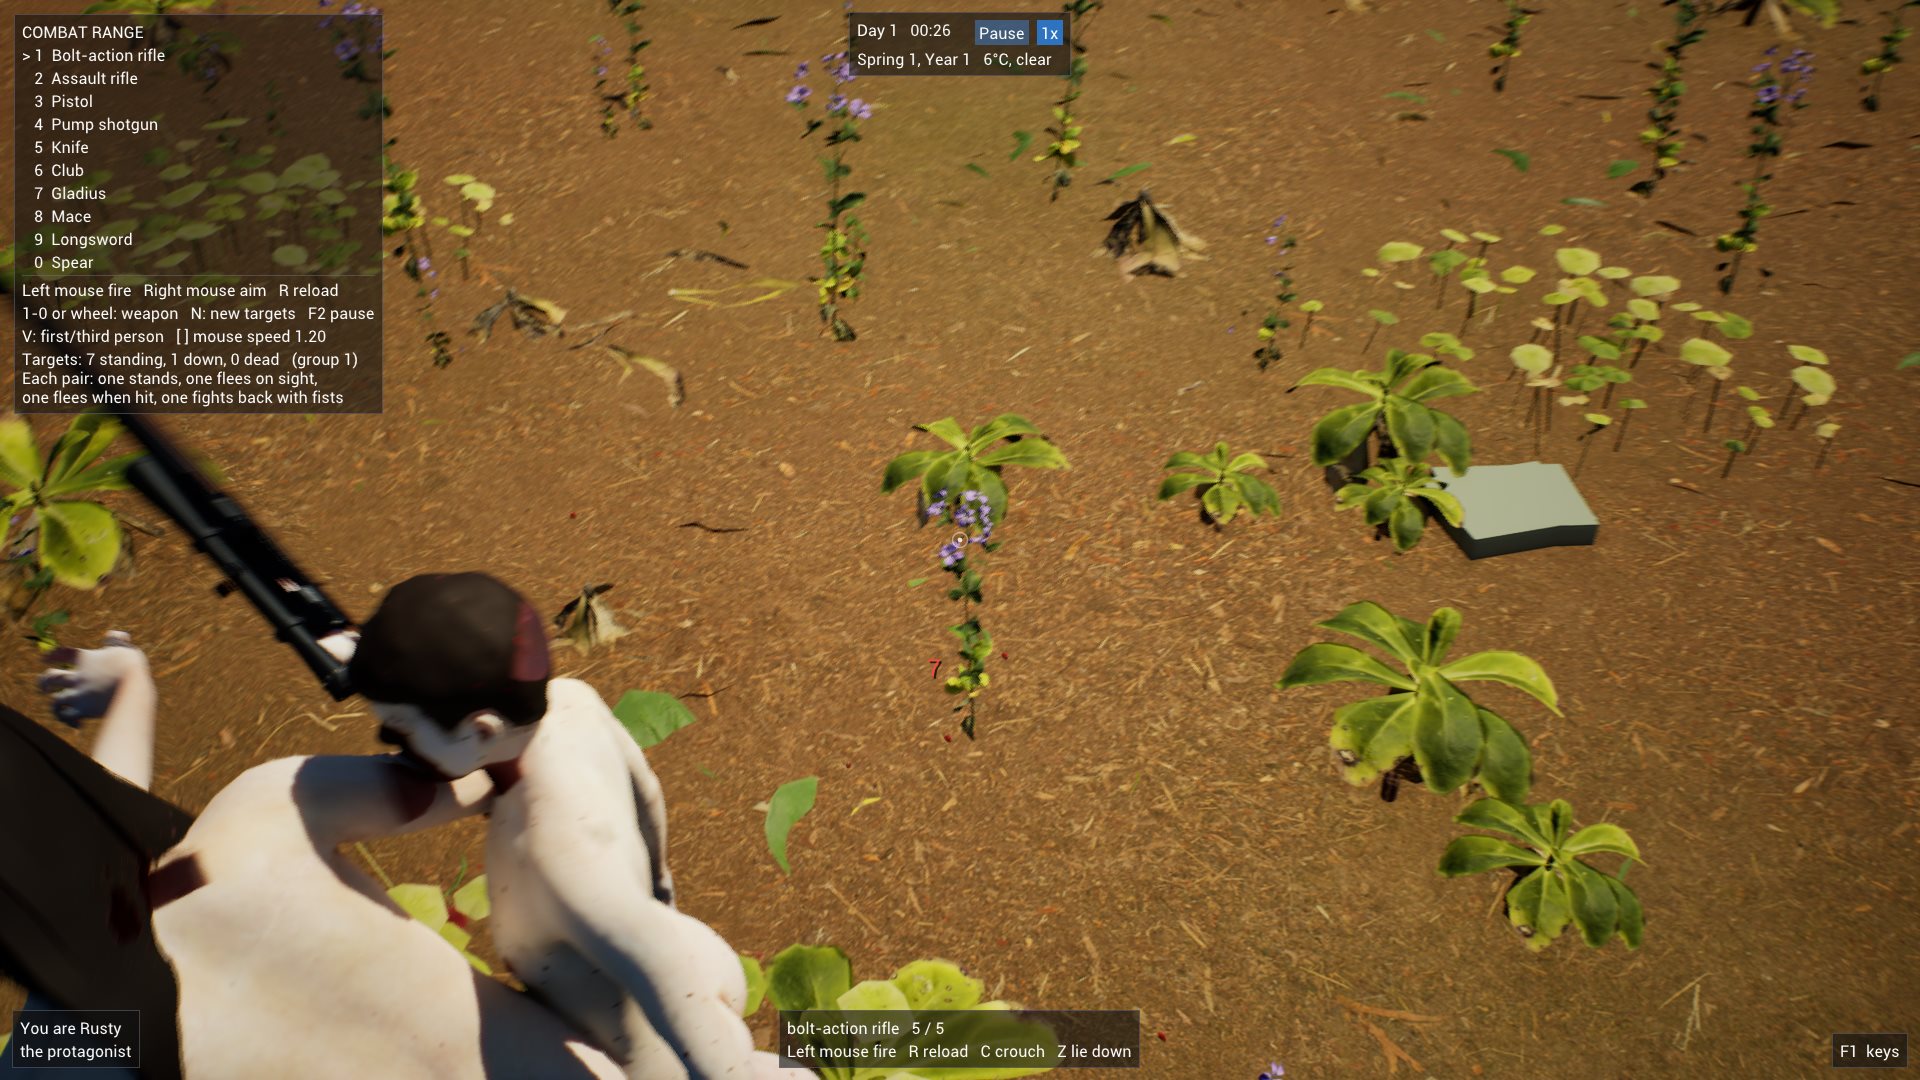 COMBAT RANGE
> 1 Bolt-action rifle
2 Assault rifle
3 Pistol
4 Pump shotgun
5 Knife
6 Club
7 Gladius
8 Mace
9 Longsword
0 Spear
Left mouse fire Right mouse aim R reload
1-0 or wheel: weapon N: new targets F2 pause
V: first/third person [ ] mouse speed 1.20
Targets: 7 standing, 1 down, 0 dead (group 1)
Each pair: one stands, one flees on sight,
one flees when hit, one fights back with fists
Day 1 00:26 Pause 1x
Spring 1, Year 1 6°C, clear
7
You are Rusty
the protagonist
bolt-action rifle 5 / 5
Left mouse fire R reload C crouch Z lie down
F1 keys